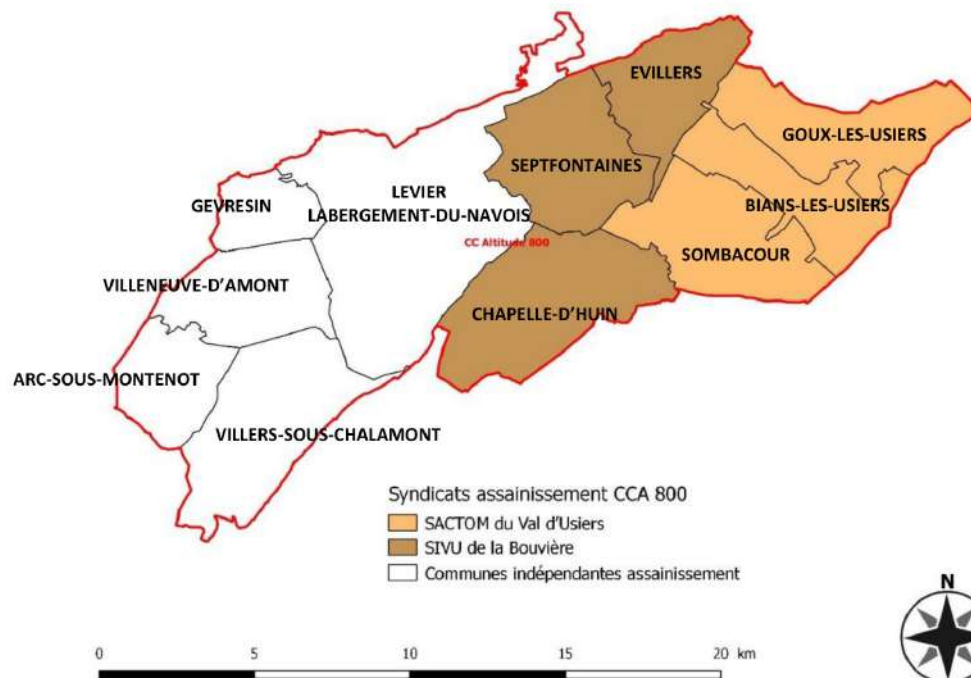 EVILLERS
GOUX-LES-USIERS
SEPTFONTAINES
LEVIER
GEVRESIN
LABERGEMENT-DU-NAVOIS
BIANS-LES-USIERS
CC Altitude 800
SOMBACOUR
VILLENEUVE-D'AMONT
CHAPELLE-D'HUIN
ARC-SOUS-MONTENOT
VILLERS-SOUS-CHALAMONT
Syndicats assainissement CCA 800
SACTOM du Val d'Usiers
SIVU de la Bouvière
Communes indépendantes assainissement
N
0 5 10 15 20 km